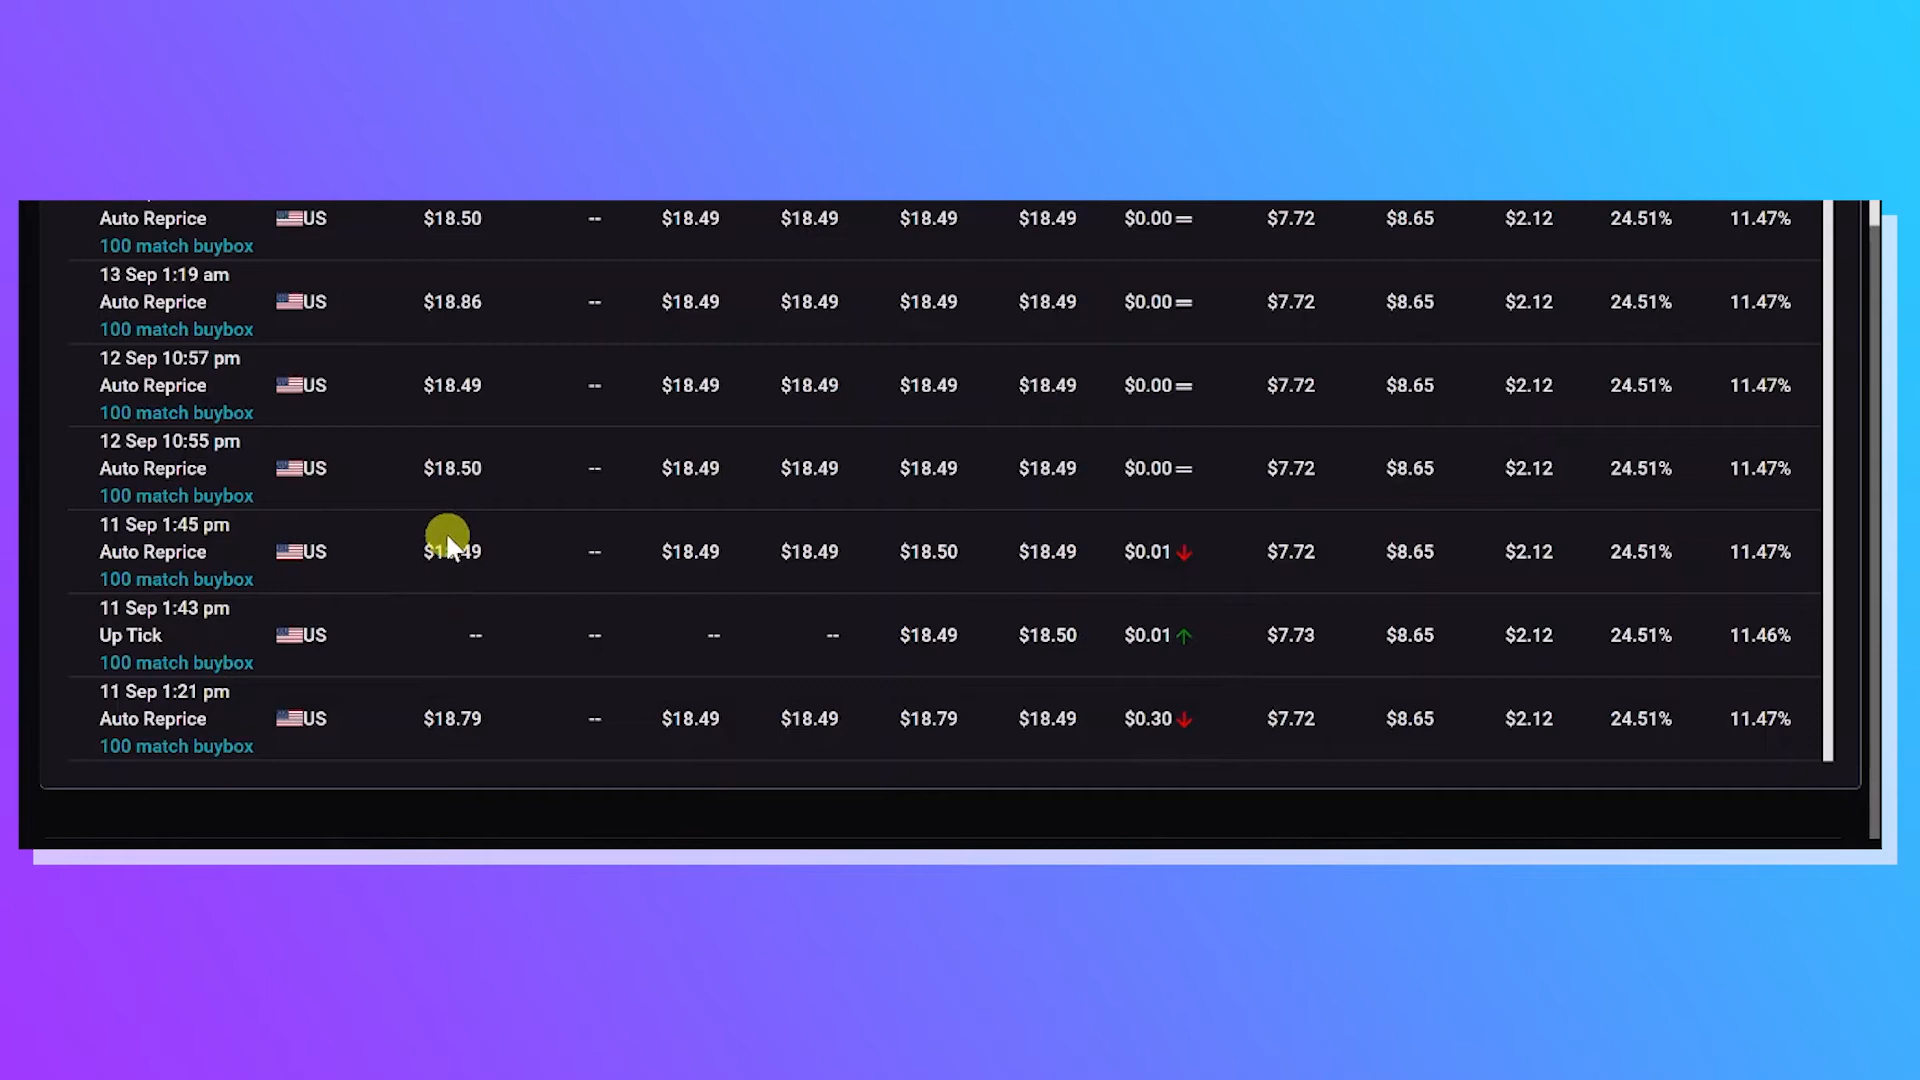 Auto Reprice US $18.50 -- $18.49 $18.49 $18.49 $18.49 $0.00 = $7.72 $8.65 $2.12 24.51% 11.47%
100 match buybox
13 Sep 1:19 am
Auto Reprice US $18.86 -- $18.49 $18.49 $18.49 $18.49 $0.00 = $7.72 $8.65 $2.12 24.51% 11.47%
100 match buybox
12 Sep 10:57 pm
Auto Reprice US $18.49 -- $18.49 $18.49 $18.49 $18.49 $0.00 = $7.72 $8.65 $2.12 24.51% 11.47%
100 match buybox
12 Sep 10:55 pm
Auto Reprice US $18.50 -- $18.49 $18.49 $18.49 $18.49 $0.00 = $7.72 $8.65 $2.12 24.51% 11.47%
100 match buybox
11 Sep 1:45 pm
Auto Reprice US -- $18.49 $18.49 $18.50 $18.49 $0.01 ↓ $7.72 $8.65 $2.12 24.51% 11.47%
100 match buybox
11 Sep 1:43 pm
Up Tick US -- -- -- -- $18.49 $18.50 $0.01 ↑ $7.73 $8.65 $2.12 24.51% 11.46%
100 match buybox
11 Sep 1:21 pm
Auto Reprice US $18.79 -- $18.49 $18.49 $18.79 $18.49 $0.30 ↓ $7.72 $8.65 $2.12 24.51% 11.47%
100 match buybox